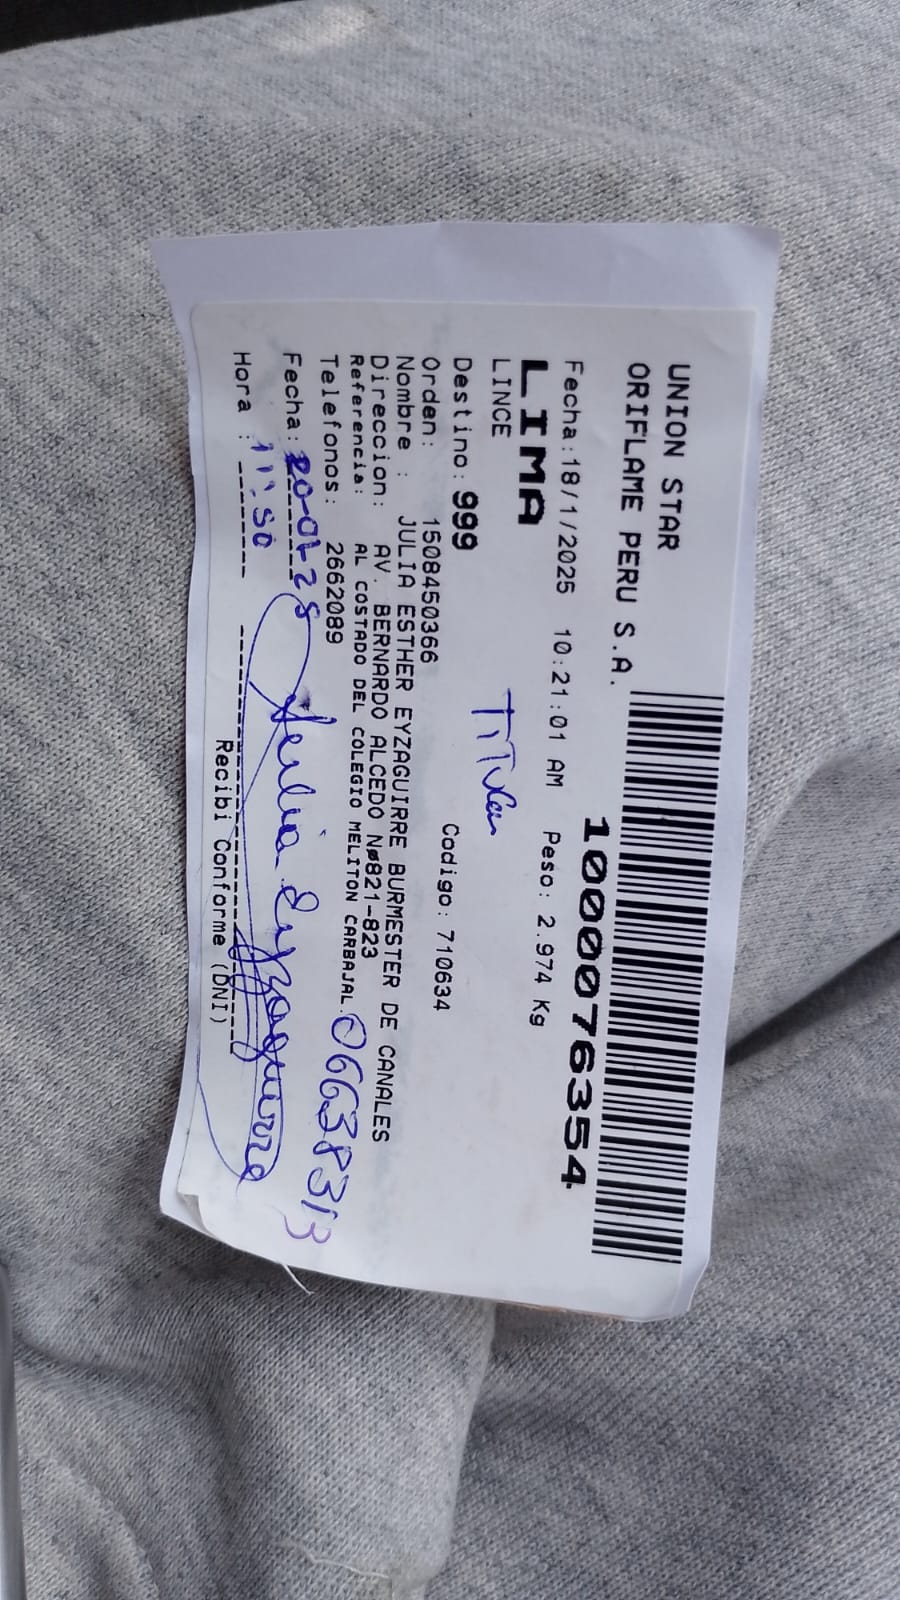 UNION STAR
ORIFLAME PERU S.A.
1000076354
Fecha:18/1/2025 10:21:01 AM Peso: 2.974 Kg
LIMA
LINCE
Titular
Destino:999
Orden: 1508450366 Codigo: 710634
Nombre : JULIA ESTHER EYZAGUIRRE BURMESTER DE CANALES
Direccion: AV. BERNARDO ALCEDO Nø821-823
Referencia: AL COSTADO DEL COLEGIO MELITON CARBAJAL.
Telefonos: 2662089
06638313
Fecha: 20-01-25 Julia Eyzaguirre
Hora : 11:50
Recibi Conforme (DNI)